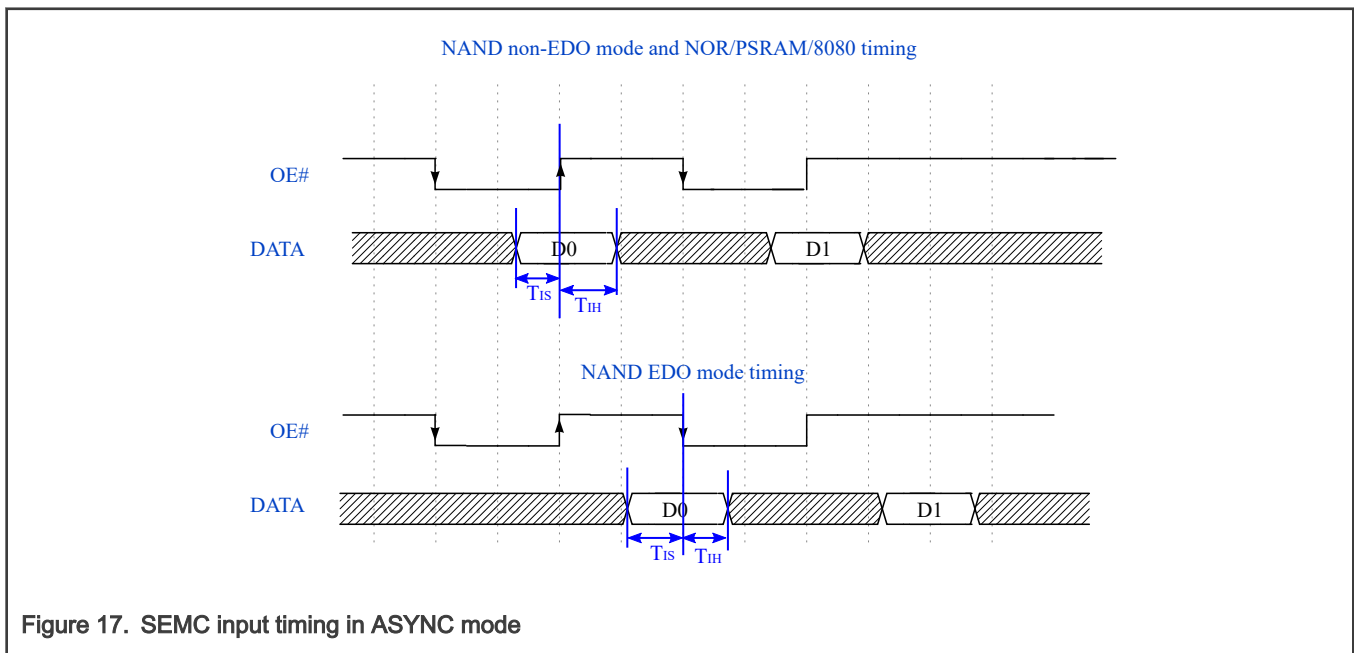 NAND non-EDO mode and NOR/PSRAM/8080 timing
OE#
DATA
D0
D1
TIS
TIH
NAND EDO mode timing
OE#
DATA
D0
D1
TIS
TIH
Figure 17. SEMC input timing in ASYNC mode